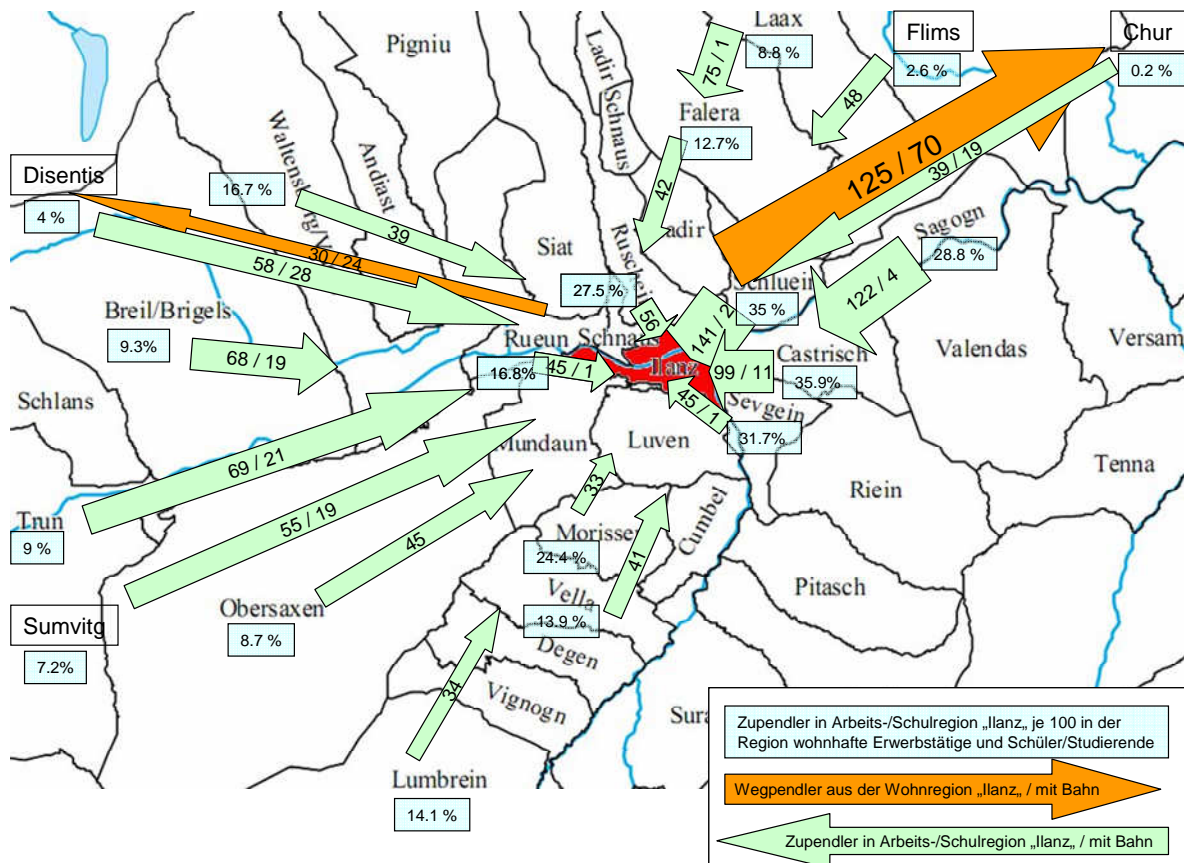 Laax
Flims
Chur
Pigniu
8.8 %
2.6 %
0.2 %
Ladir
Schnaus
75 / 1
48
Falera
12.7%
Waltensburg/V
Andiast
125 / 70
39 / 19
Disentis
4 %
16.7 %
42
Ladir
Sagogn
28.8 %
39
Siat
Ruschein
30 / 24
58 / 28
27.5 %
Schluein
35 %
122 / 4
Breil/Brigels
9.3%
56
141 / 2
Versam
Rueun
Schnaus
Valendas
68 / 19
45 / 1
Ilanz
99 / 11
Castrisch
16.8%
35.9%
Schlans
45 / 1
Sevgein
31.7%
Mundaun
Luven
69 / 21
Tenna
33
Riein
Trun
9 %
55 / 19
45
Morissen
24.4 %
Cumbel
41
Pitasch
Obersaxen
8.7 %
Vella
13.9 %
Sumvitg
7.2%
Degen
34
Vignogn
Sura
Lumbrein
14.1 %
Zupendler in Arbeits-/Schulregion „Ilanz„ je 100 in der
Region wohnhafte Erwerbstätige und Schüler/Studierende
Wegpendler aus der Wohnregion „Ilanz„ / mit Bahn
Zupendler in Arbeits-/Schulregion „Ilanz„ / mit Bahn